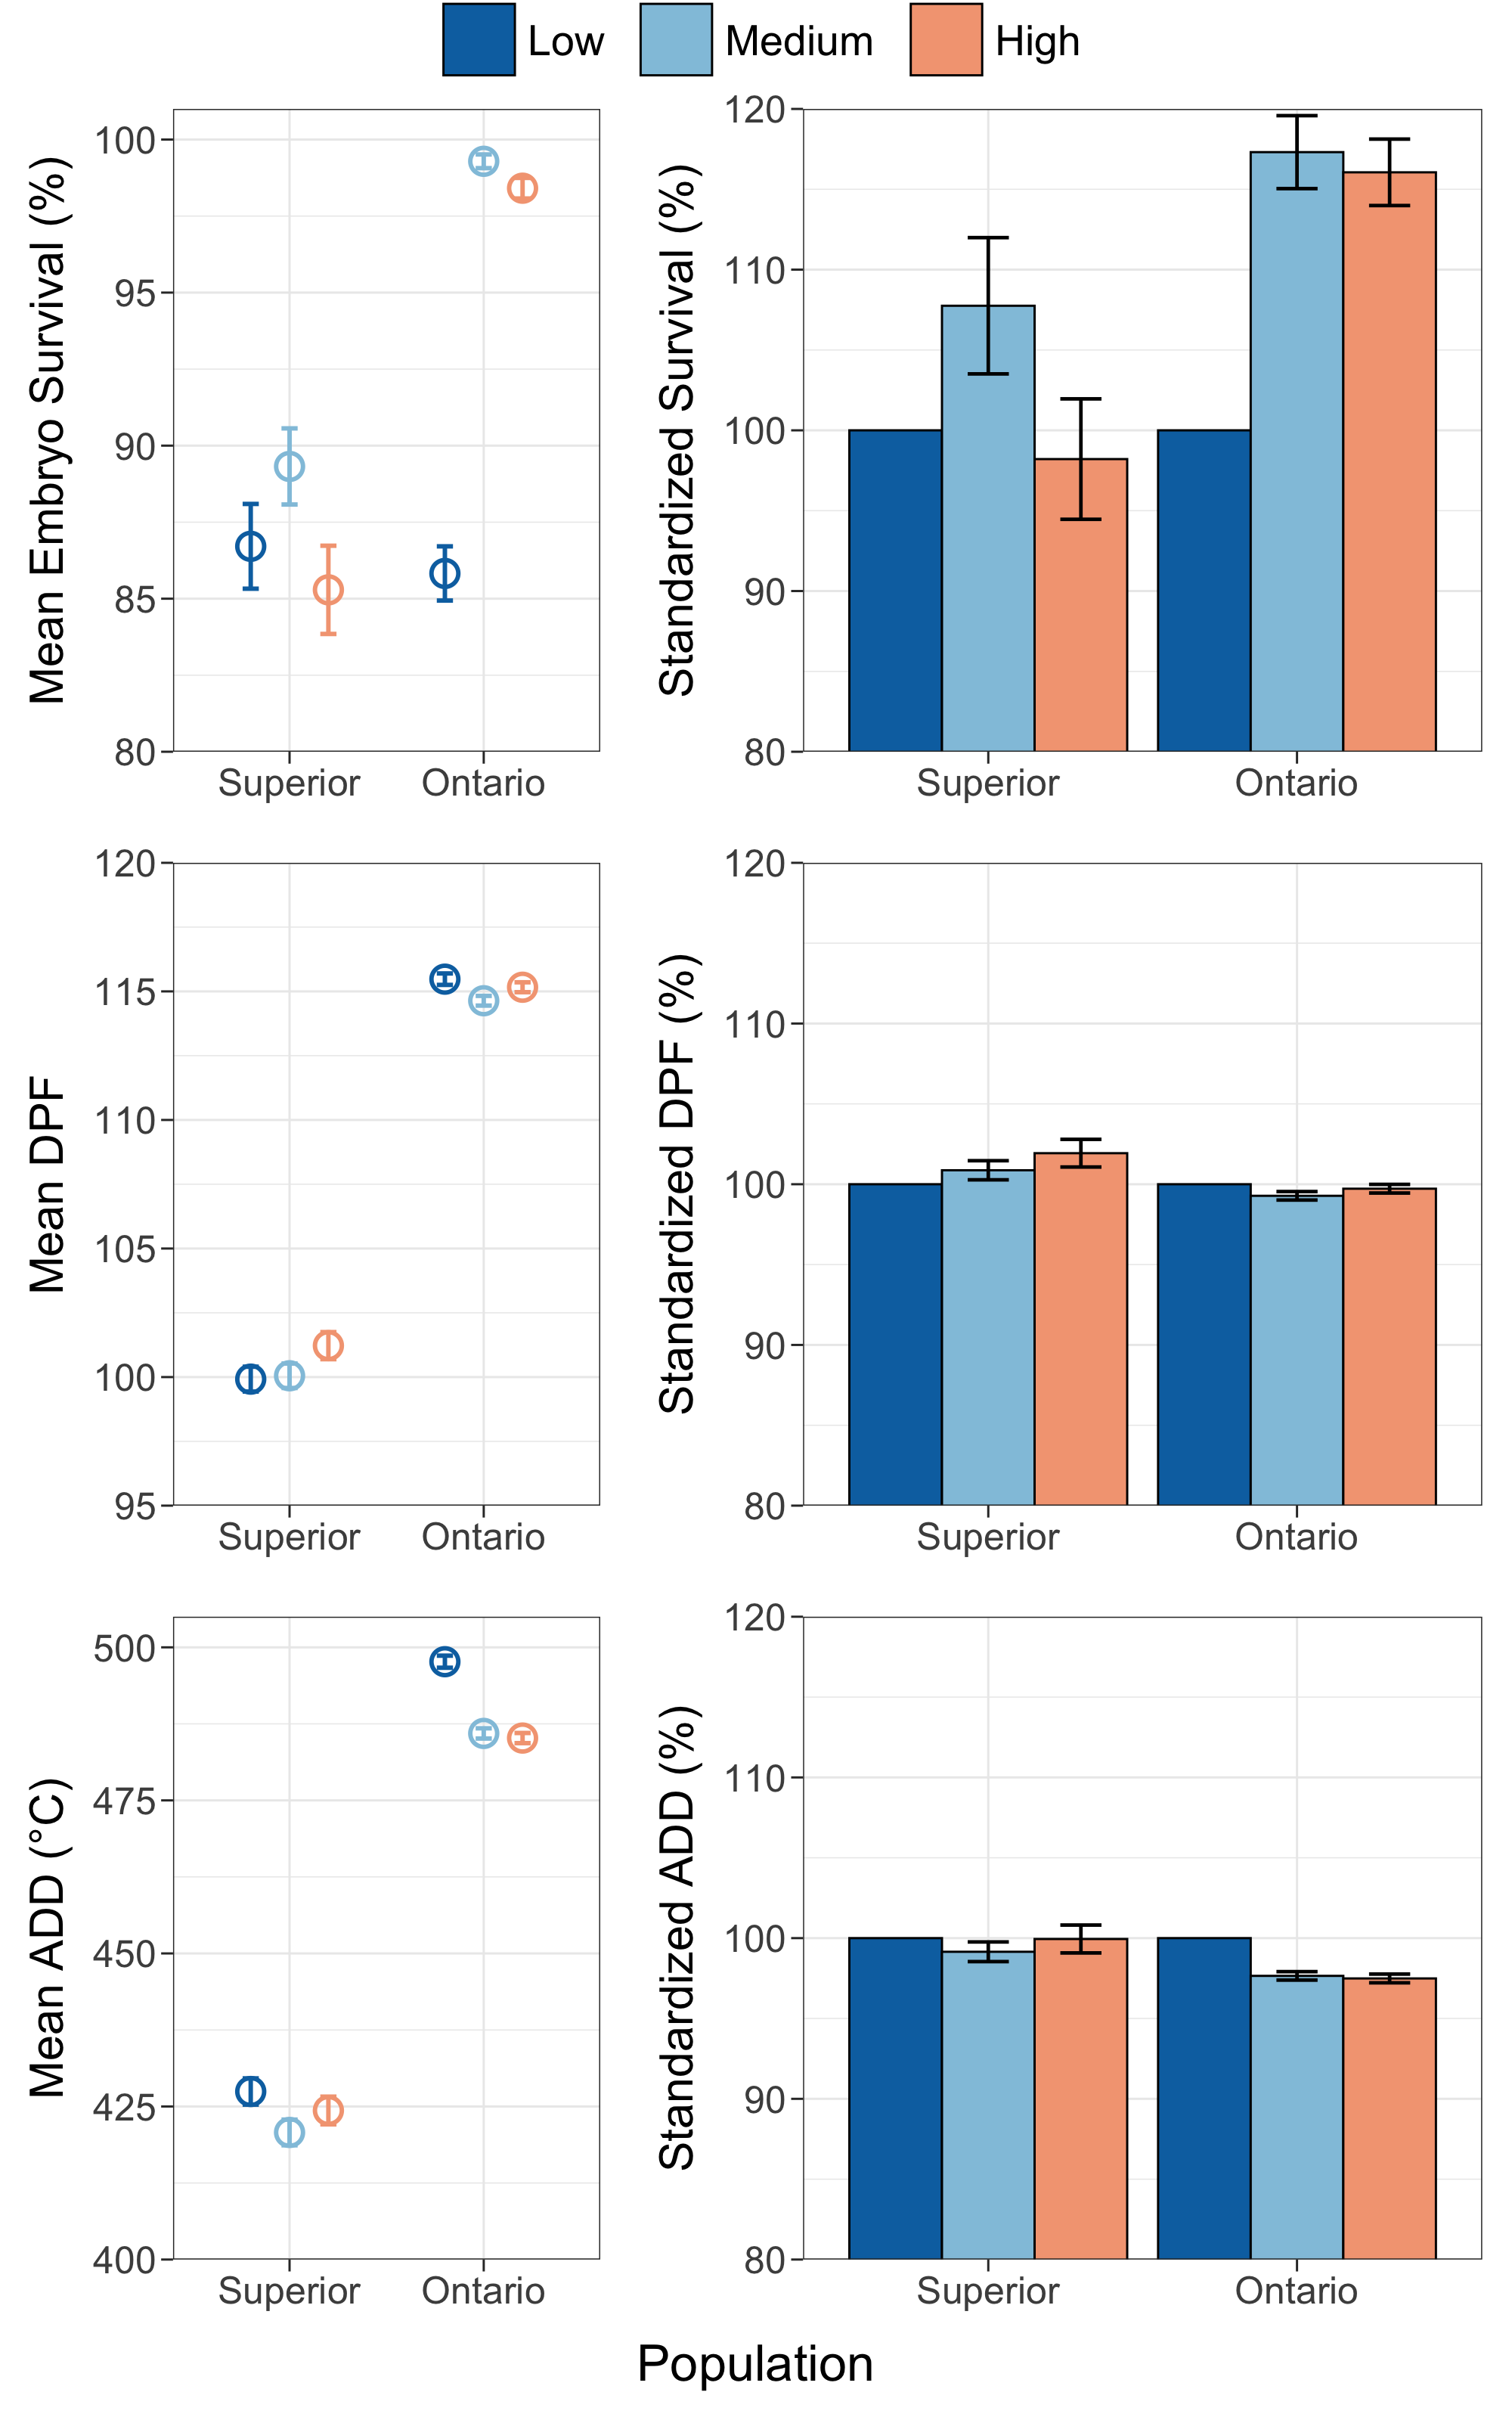 Low Medium High
Mean Embryo Survival (%)
100
95
90
85
80
Superior Ontario
Standardized Survival (%)
120
110
100
90
80
Superior Ontario
Mean DPF
120
115
110
105
100
95
Superior Ontario
Standardized DPF (%)
120
110
100
90
80
Superior Ontario
Mean ADD (°C)
500
475
450
425
400
Superior Ontario
Standardized ADD (%)
120
110
100
90
80
Superior Ontario
Population